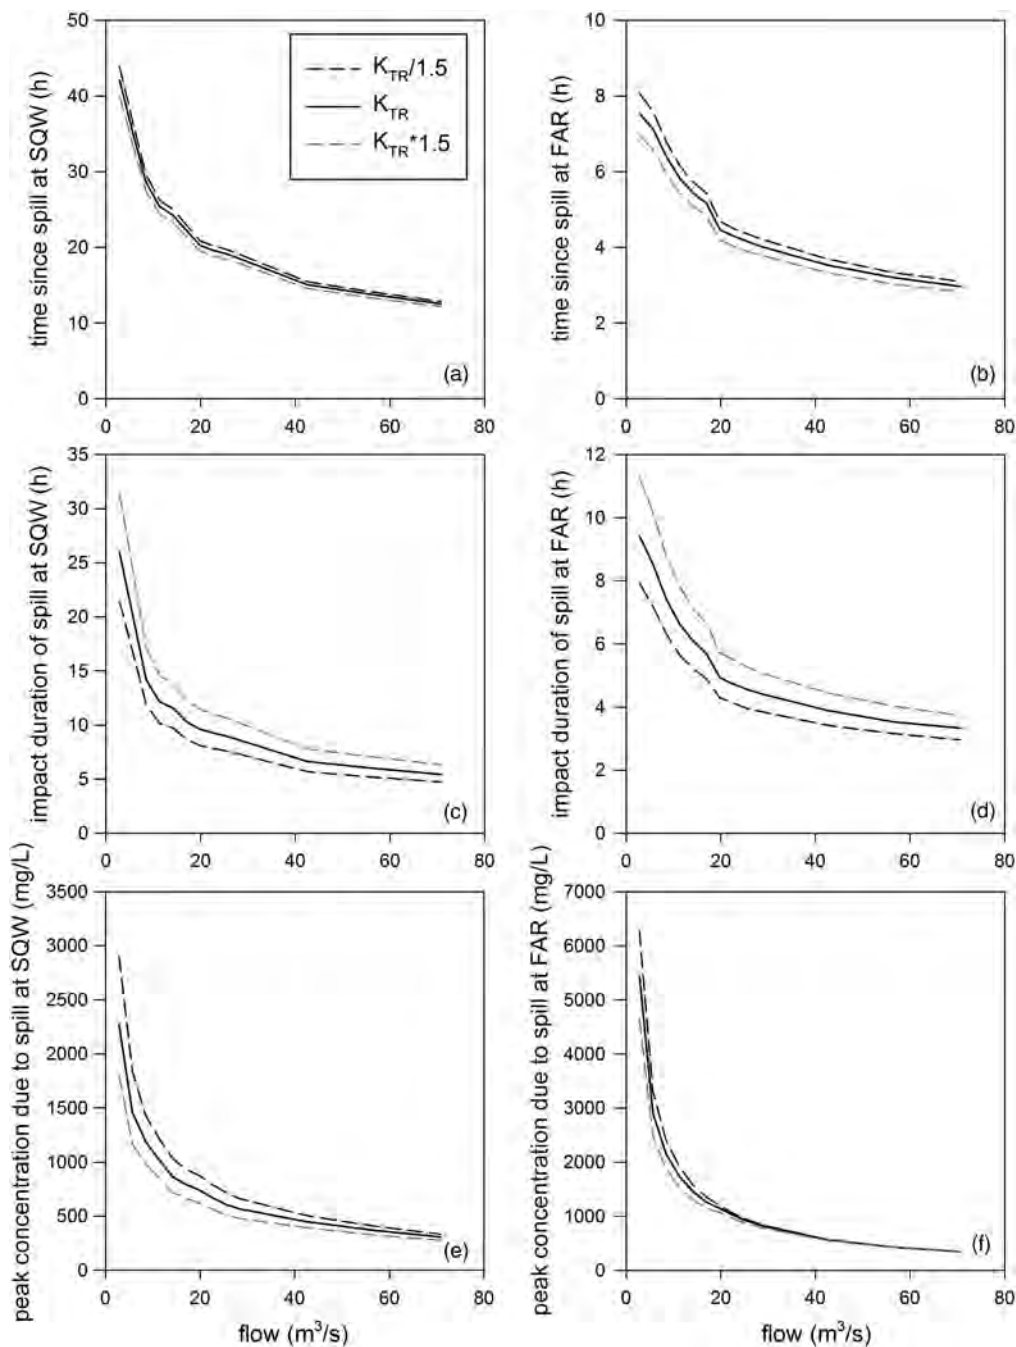 time since spill at SQW (h)
50
40
30
20
10
0
K_TR/1.5
K_TR
K_TR*1.5
(a)
0 20 40 60 80
time since spill at FAR (h)
10
8
6
4
2
0
(b)
0 20 40 60 80
impact duration of spill at SQW (h)
35
30
25
20
15
10
5
0
(c)
0 20 40 60 80
impact duration of spill at FAR (h)
12
10
8
6
4
2
0
(d)
0 20 40 60 80
peak concentration due to spill at SQW (mg/L)
3500
3000
2500
2000
1500
1000
500
0
(e)
0 20 40 60 80
flow (m³/s)
peak concentration due to spill at FAR (mg/L)
7000
6000
5000
4000
3000
2000
1000
0
(f)
0 20 40 60 80
flow (m³/s)